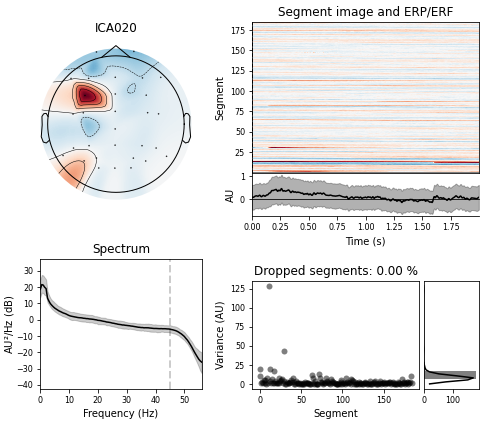 ICA020
Segment image and ERP/ERF
Segment
175
150
125
100
75
50
25
AU
1
0
0.00 0.25 0.50 0.75 1.00 1.25 1.50 1.75
Time (s)
Spectrum
AU²/Hz (dB)
30
20
10
0
−10
−20
−30
−40
0 10 20 30 40 50
Frequency (Hz)
Dropped segments: 0.00 %
Variance (AU)
125
100
75
50
25
0
0 50 100 150
Segment
0 100